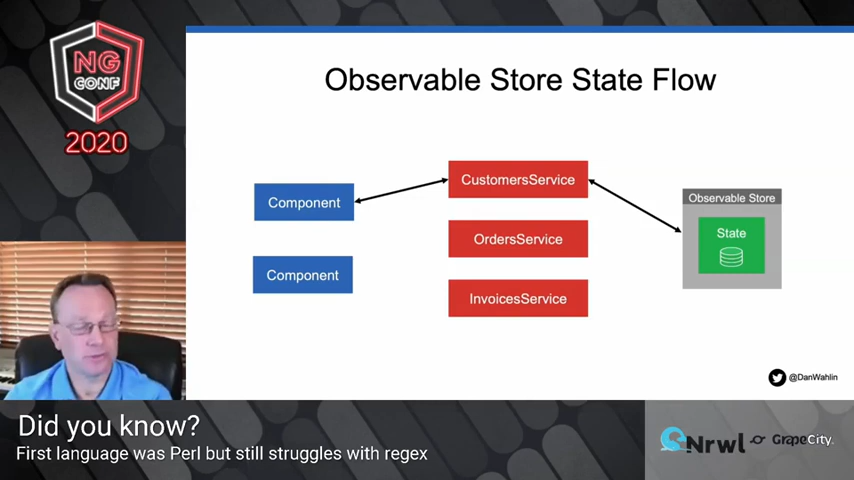 NG
CONF
2020
Observable Store State Flow
Component
Component
CustomersService
OrdersService
InvoicesService
Observable Store
State
@DanWahlin
Did you know?
First language was Perl but still struggles with regex
Nrwl
GrapeCity